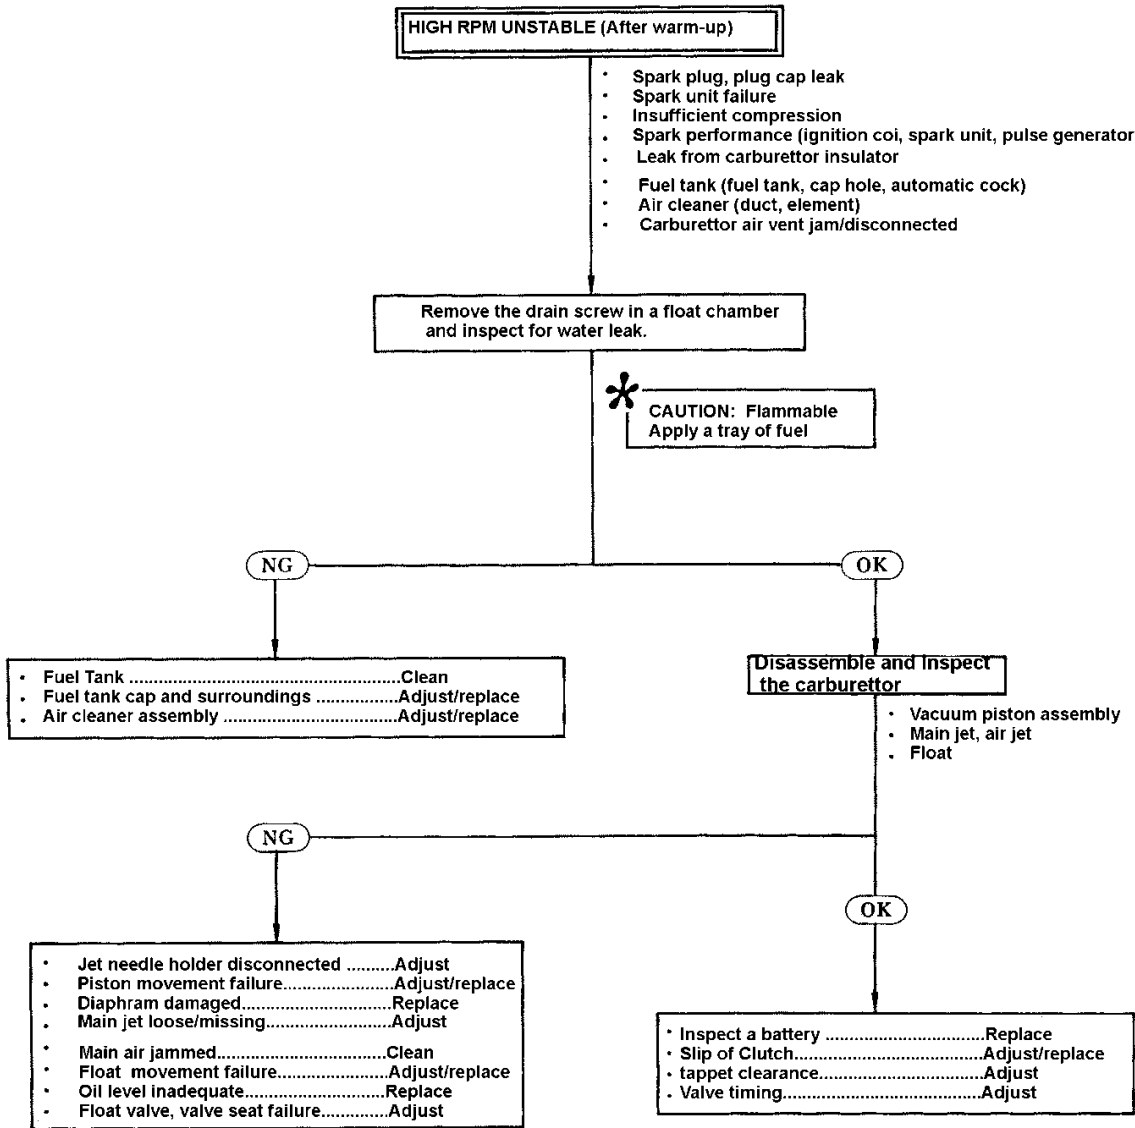 HIGH RPM UNSTABLE (After warm-up)
· Spark plug, plug cap leak
· Spark unit failure
· Insufficient compression
· Spark performance (ignition coi, spark unit, pulse generator
· Leak from carburettor insulator
· Fuel tank (fuel tank, cap hole, automatic cock)
· Air cleaner (duct, element)
· Carburettor air vent jam/disconnected
Remove the drain screw in a float chamber
and inspect for water leak.
* CAUTION: Flammable
Apply a tray of fuel
NG
OK
· Fuel Tank ......................................................Clean
· Fuel tank cap and surroundings ................Adjust/replace
· Air cleaner assembly ...................................Adjust/replace
Disassemble and inspect
the carburettor
· Vacuum piston assembly
· Main jet, air jet
· Float
NG
OK
· Jet needle holder disconnected ..........Adjust
· Piston movement failure.......................Adjust/replace
· Diaphram damaged...............................Replace
· Main jet loose/missing..........................Adjust
· Main air jammed...................................Clean
· Float movement failure.......................Adjust/replace
· Oil level inadequate.............................Replace
· Float valve, valve seat failure..............Adjust
· Inspect a battery ................................Replace
· Slip of Clutch......................................Adjust/replace
· tappet clearance.................................Adjust
· Valve timing........................................Adjust